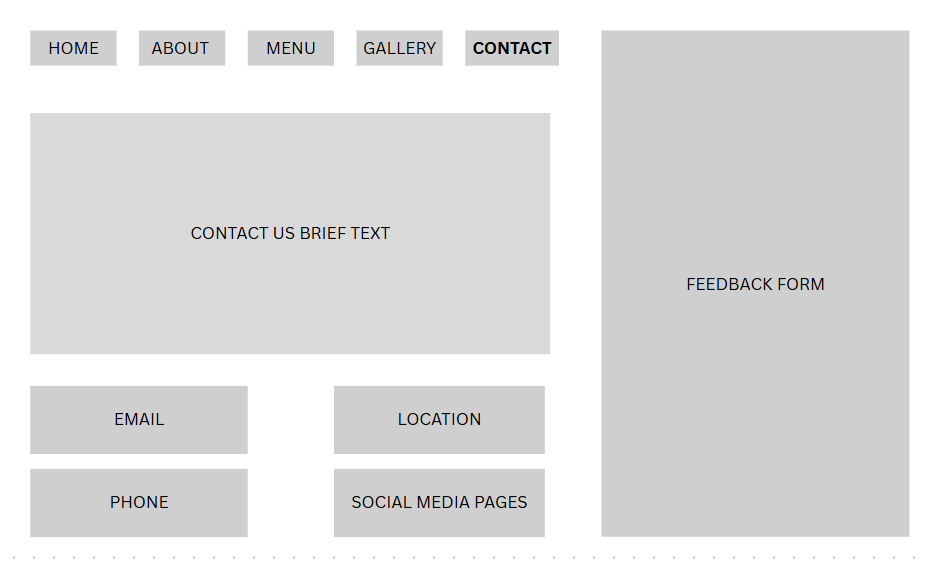 HOME
ABOUT
MENU
GALLERY
CONTACT
CONTACT US BRIEF TEXT
FEEDBACK FORM
EMAIL
LOCATION
PHONE
SOCIAL MEDIA PAGES